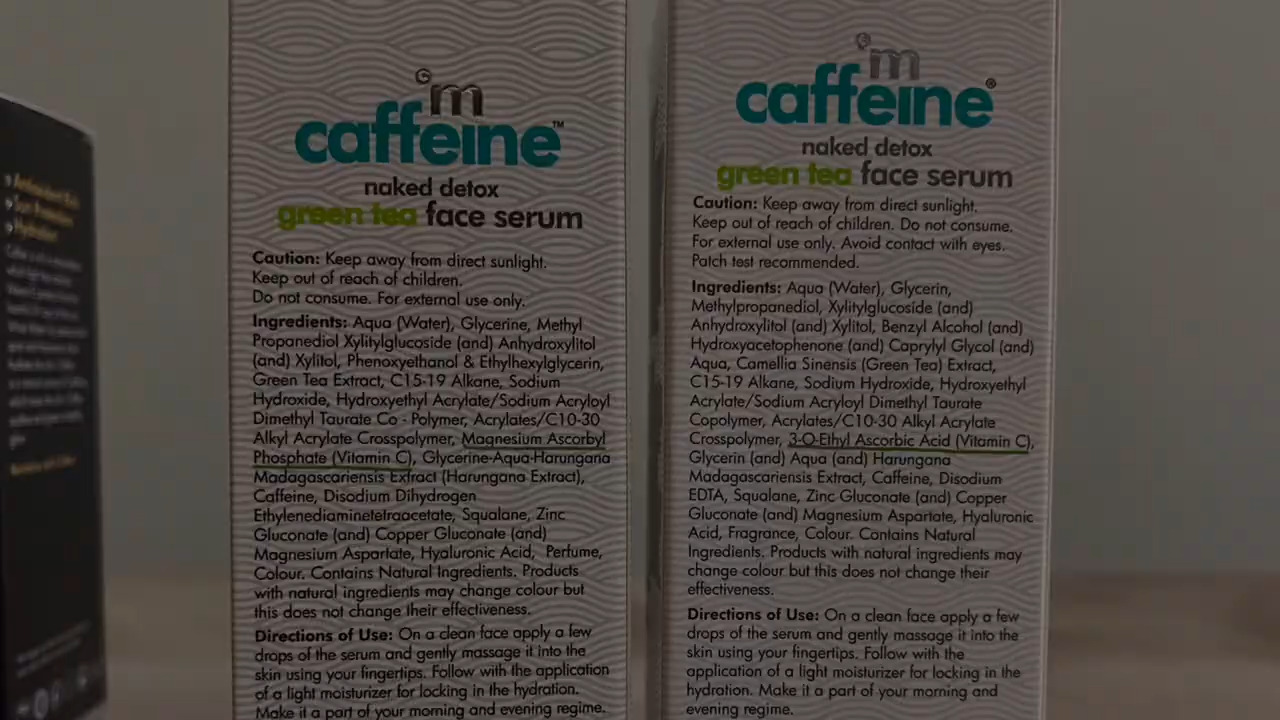 m
caffeine™
naked detox
green tea face serum
Caution: Keep away from direct sunlight.
Keep out of reach of children.
Do not consume. For external use only.
Ingredients: Aqua (Water), Glycerine, Methyl
Propanediol Xylitylglucoside (and) Anhydroxylitol
(and) Xylitol, Phenoxyethanol & Ethylhexylglycerin,
Green Tea Extract, C15-19 Alkane, Sodium
Hydroxide, Hydroxyethyl Acrylate/Sodium Acryloyl
Dimethyl Taurate Co - Polymer, Acrylates/C10-30
Alkyl Acrylate Crosspolymer, Magnesium Ascorbyl
Phosphate (Vitamin C), Glycerine-Aqua-Harungana
Madagascariensis Extract (Harungana Extract),
Caffeine, Disodium Dihydrogen
Ethylenediaminetetraacetate, Squalane, Zinc
Gluconate (and) Copper Gluconate (and)
Magnesium Aspartate, Hyaluronic Acid, Perfume,
Colour. Contains Natural Ingredients. Products
with natural ingredients may change colour but
this does not change their effectiveness.
Directions of Use: On a clean face apply a few
drops of the serum and gently massage it into the
skin using your fingertips. Follow with the application
of a light moisturizer for locking in the hydration.
Make it a part of your morning and evening regime.
m
caffeine®
naked detox
green tea face serum
Caution: Keep away from direct sunlight.
Keep out of reach of children. Do not consume.
For external use only. Avoid contact with eyes.
Patch test recommended.
Ingredients: Aqua (Water), Glycerin,
Methylpropanediol, Xylitylglucoside (and)
Anhydroxylitol (and) Xylitol, Benzyl Alcohol (and)
Hydroxyacetophenone (and) Caprylyl Glycol (and)
Aqua, Camellia Sinensis (Green Tea) Extract,
C15-19 Alkane, Sodium Hydroxide, Hydroxyethyl
Acrylate/Sodium Acryloyl Dimethyl Taurate
Copolymer, Acrylates/C10-30 Alkyl Acrylate
Crosspolymer, 3-O-Ethyl Ascorbic Acid (Vitamin C),
Glycerin (and) Aqua (and) Harungana
Madagascariensis Extract, Caffeine, Disodium
EDTA, Squalane, Zinc Gluconate (and) Copper
Gluconate (and) Magnesium Aspartate, Hyaluronic
Acid, Fragrance, Colour. Contains Natural
Ingredients. Products with natural ingredients may
change colour but this does not change their
effectiveness.
Directions of Use: On a clean face apply a few
drops of the serum and gently massage it into the
skin using your fingertips. Follow with the
application of a light moisturizer for locking in the
hydration. Make it a part of your morning and
evening regime.